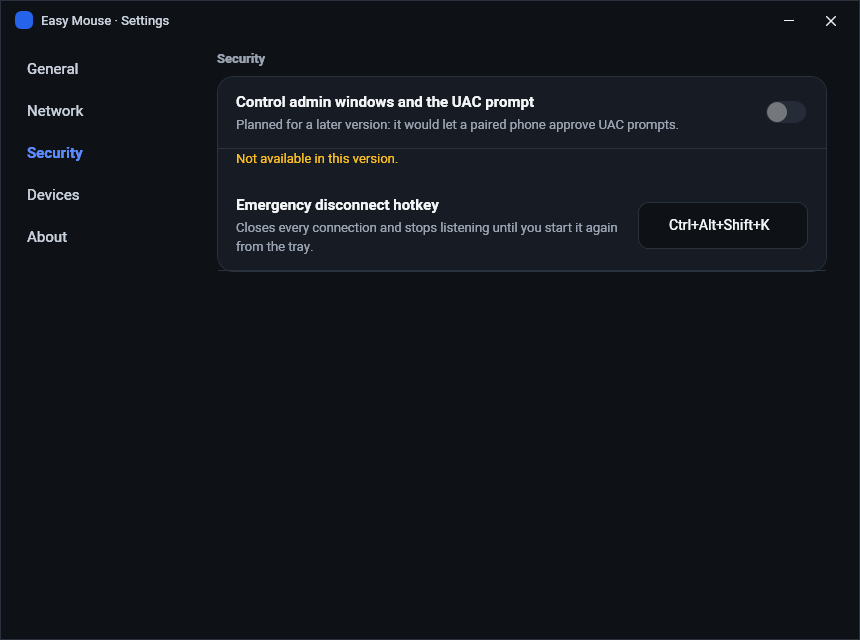 Easy Mouse · Settings
General
Network
Security
Devices
About
Security
Control admin windows and the UAC prompt
Planned for a later version: it would let a paired phone approve UAC prompts.
Not available in this version.
Emergency disconnect hotkey
Closes every connection and stops listening until you start it again
from the tray.
Ctrl+Alt+Shift+K